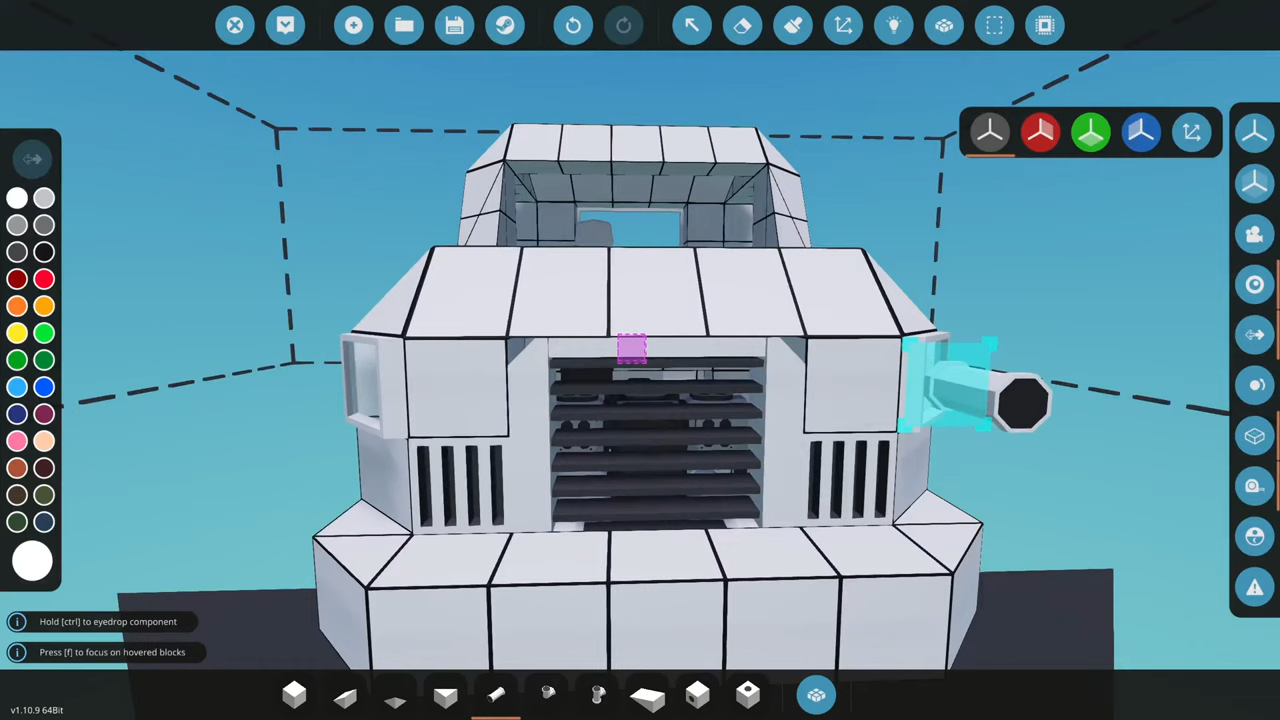 Hold [ctrl] to eyedrop component
Press [f] to focus on hovered blocks
v1.10.9 64Bit